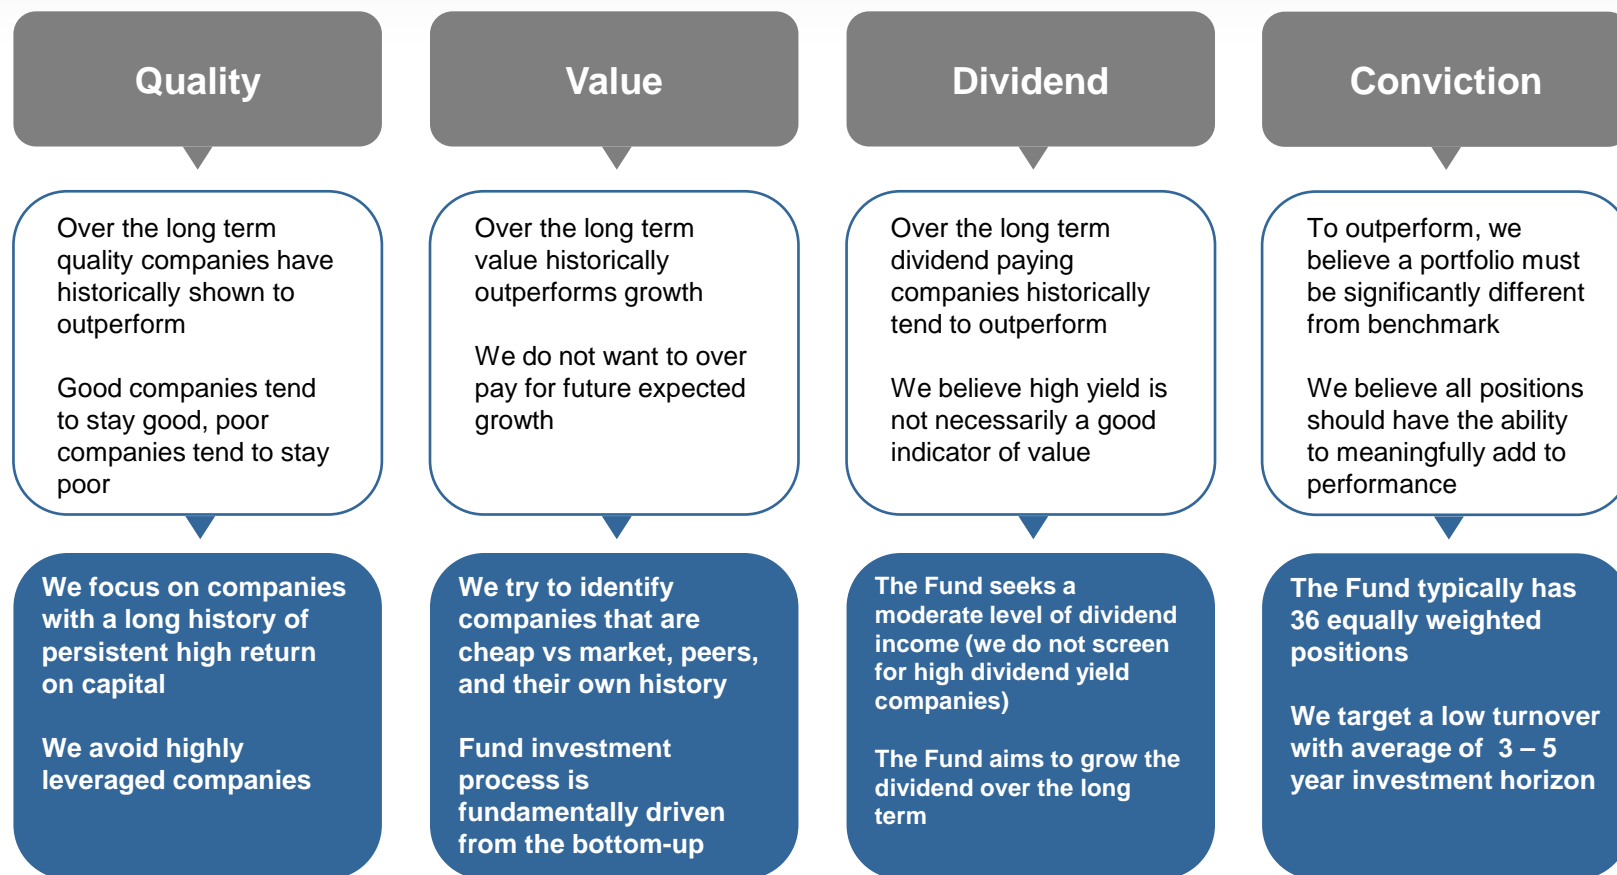 Quality
Over the long term
quality companies have
historically shown to
outperform
Good companies tend
to stay good, poor
companies tend to stay
poor
We focus on companies
with a long history of
persistent high return
on capital
We avoid highly
leveraged companies
Value
Over the long term
value historically
outperforms growth
We do not want to over
pay for future expected
growth
We try to identify
companies that are
cheap vs market, peers,
and their own history
Fund investment
process is
fundamentally driven
from the bottom-up
Dividend
Over the long term
dividend paying
companies historically
tend to outperform
We believe high yield is
not necessarily a good
indicator of value
The Fund seeks a
moderate level of dividend
income (we do not screen
for high dividend yield
companies)
The Fund aims to grow the
dividend over the long
term
Conviction
To outperform, we
believe a portfolio must
be significantly different
from benchmark
We believe all positions
should have the ability
to meaningfully add to
performance
The Fund typically has
36 equally weighted
positions
We target a low turnover
with average of  3 – 5
year investment horizon